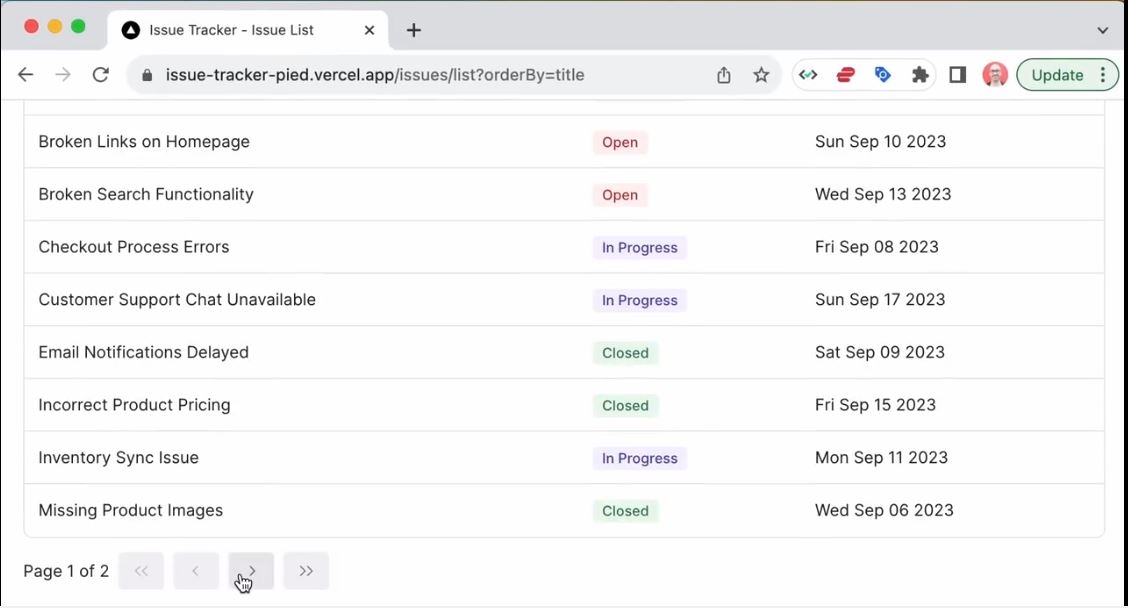 Issue Tracker - Issue List
issue-tracker-pied.vercel.app/issues/list?orderBy=title
Update
Broken Links on Homepage Open Sun Sep 10 2023
Broken Search Functionality Open Wed Sep 13 2023
Checkout Process Errors In Progress Fri Sep 08 2023
Customer Support Chat Unavailable In Progress Sun Sep 17 2023
Email Notifications Delayed Closed Sat Sep 09 2023
Incorrect Product Pricing Closed Fri Sep 15 2023
Inventory Sync Issue In Progress Mon Sep 11 2023
Missing Product Images Closed Wed Sep 06 2023
Page 1 of 2